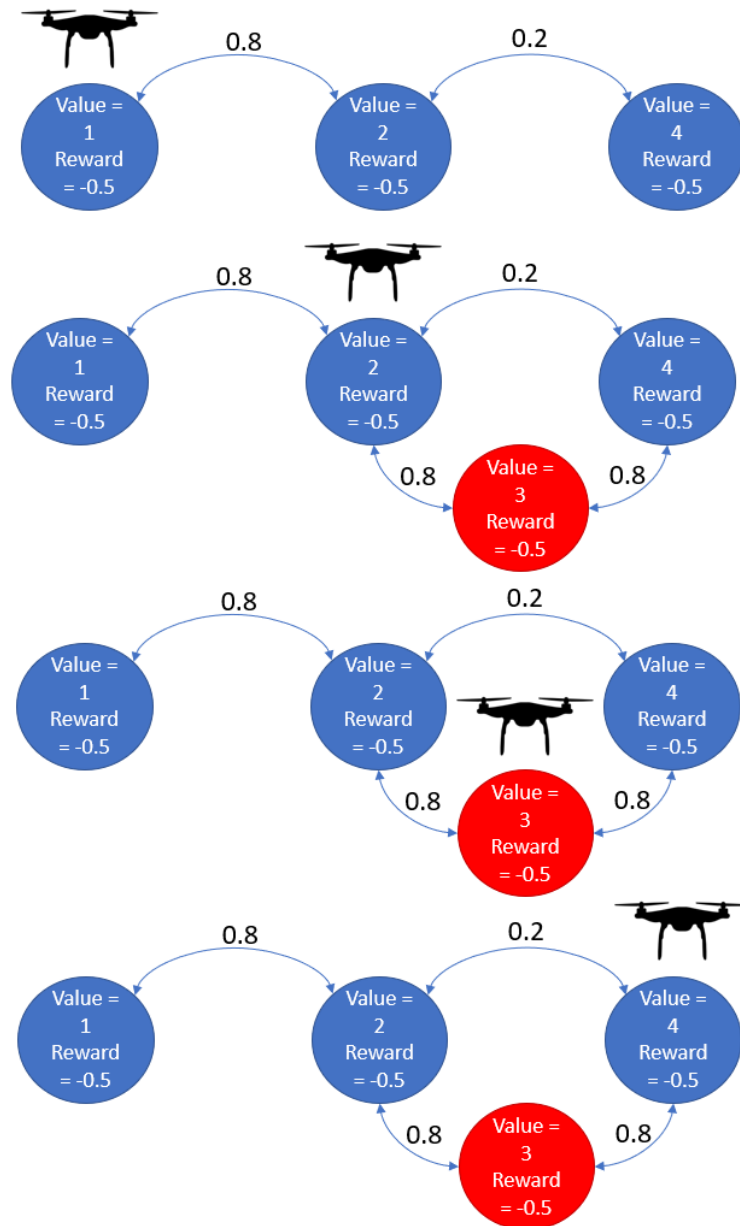 0.8
0.2
Value =
1
Reward
= -0.5
Value =
2
Reward
= -0.5
Value =
4
Reward
= -0.5
0.8
0.2
Value =
1
Reward
= -0.5
Value =
2
Reward
= -0.5
Value =
4
Reward
= -0.5
0.8
Value =
3
Reward
= -0.5
0.8
0.8
0.2
Value =
1
Reward
= -0.5
Value =
2
Reward
= -0.5
Value =
4
Reward
= -0.5
0.8
Value =
3
Reward
= -0.5
0.8
0.8
0.2
Value =
1
Reward
= -0.5
Value =
2
Reward
= -0.5
Value =
4
Reward
= -0.5
0.8
Value =
3
Reward
= -0.5
0.8